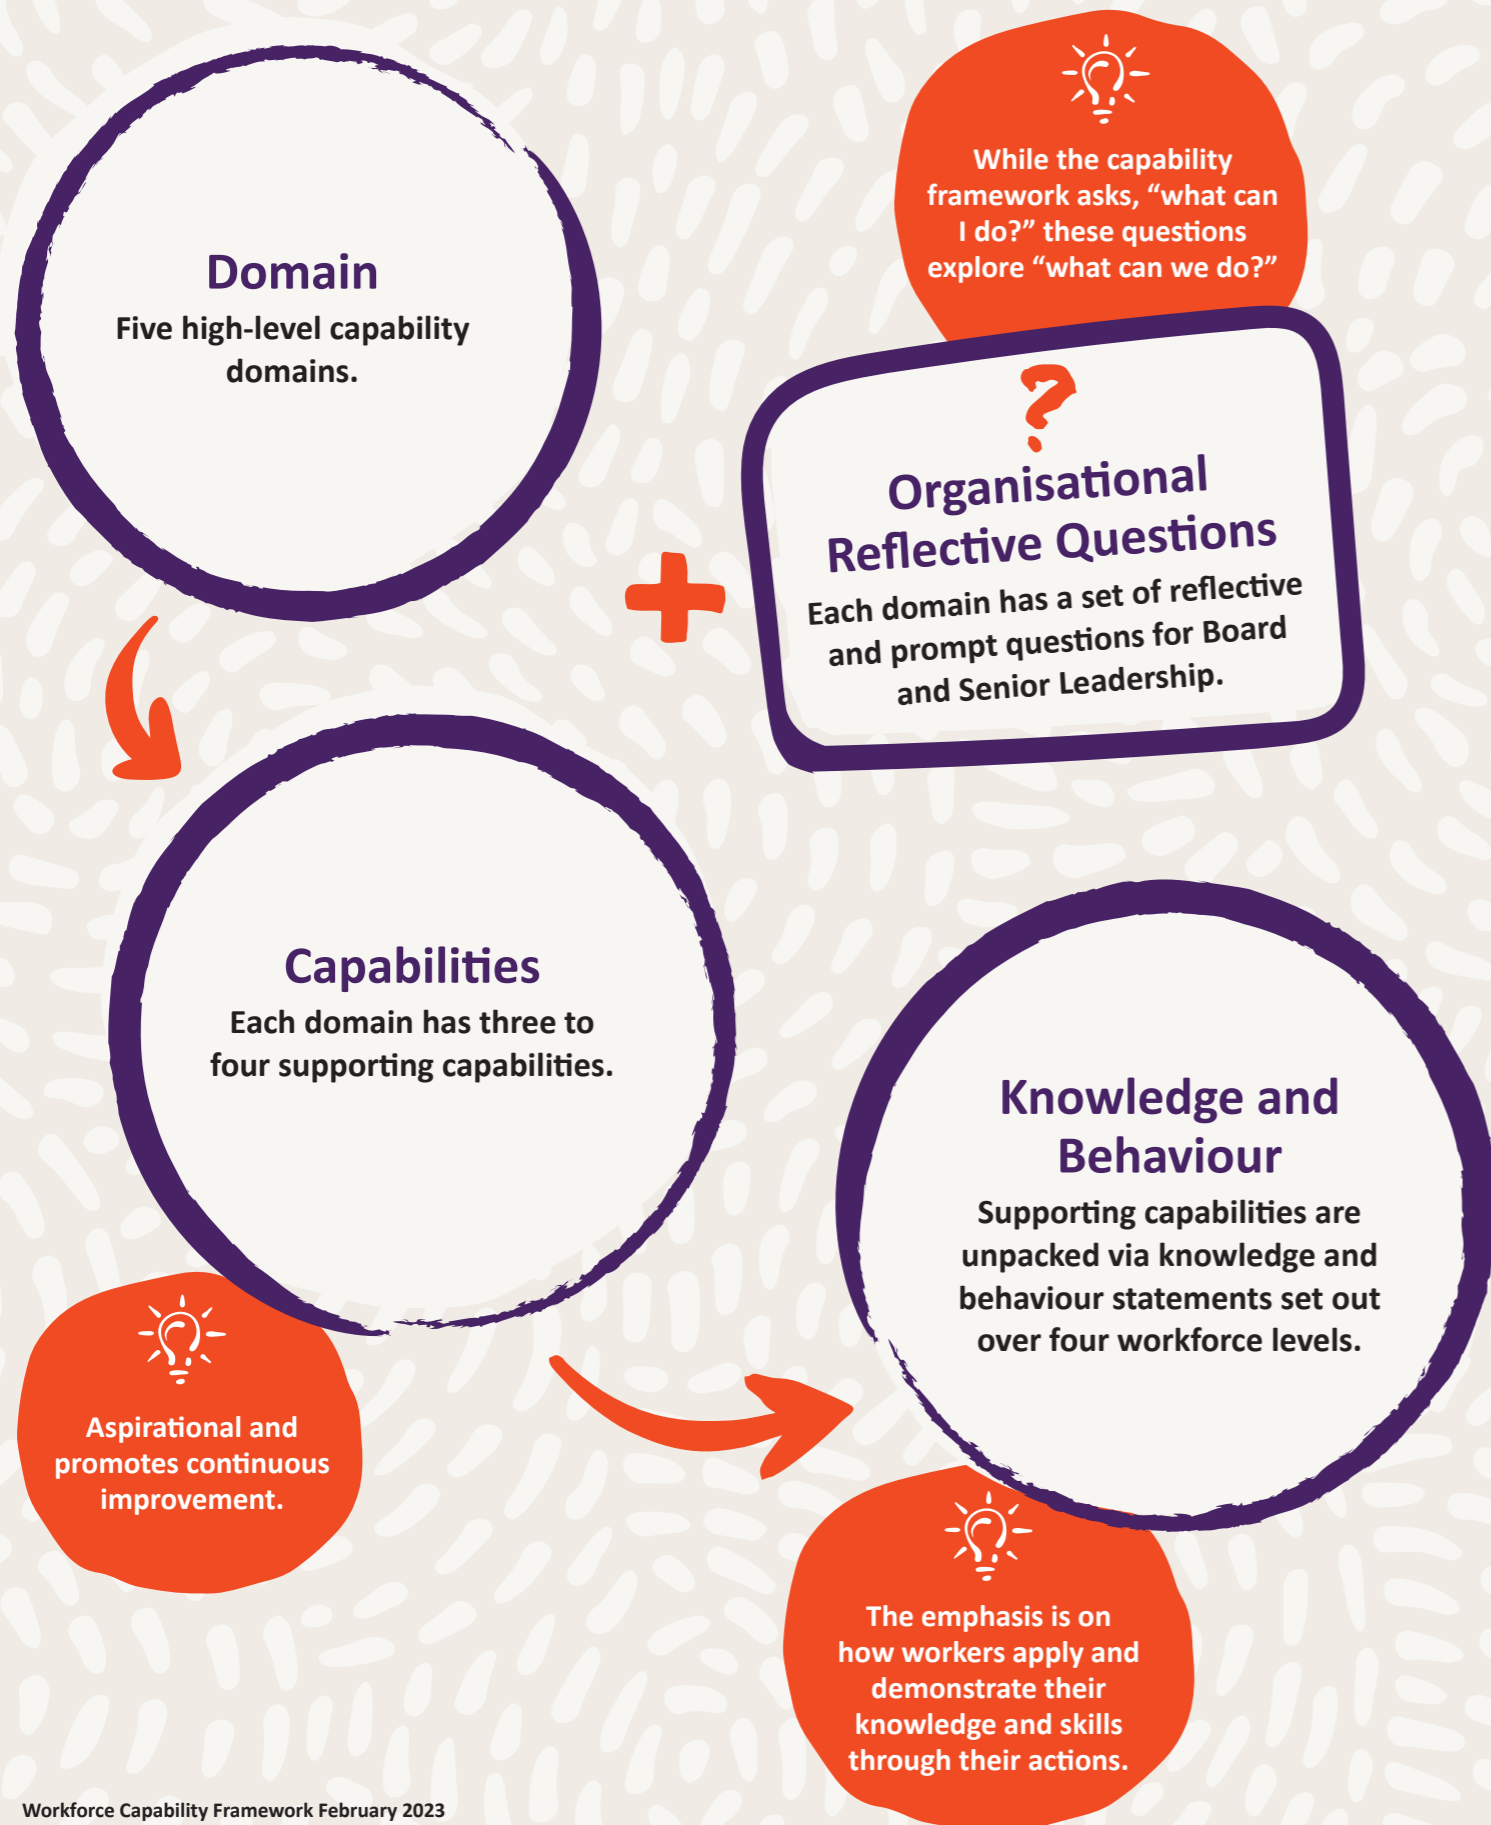 Domain
Five high-level capability
domains.
While the capability
framework asks, “what can
I do?” these questions
explore “what can we do?”
?
Organisational
Reflective Questions
Each domain has a set of reflective
and prompt questions for Board
and Senior Leadership.
Capabilities
Each domain has three to
four supporting capabilities.
Aspirational and
promotes continuous
improvement.
Knowledge and
Behaviour
Supporting capabilities are
unpacked via knowledge and
behaviour statements set out
over four workforce levels.
The emphasis is on
how workers apply and
demonstrate their
knowledge and skills
through their actions.
Workforce Capability Framework February 2023